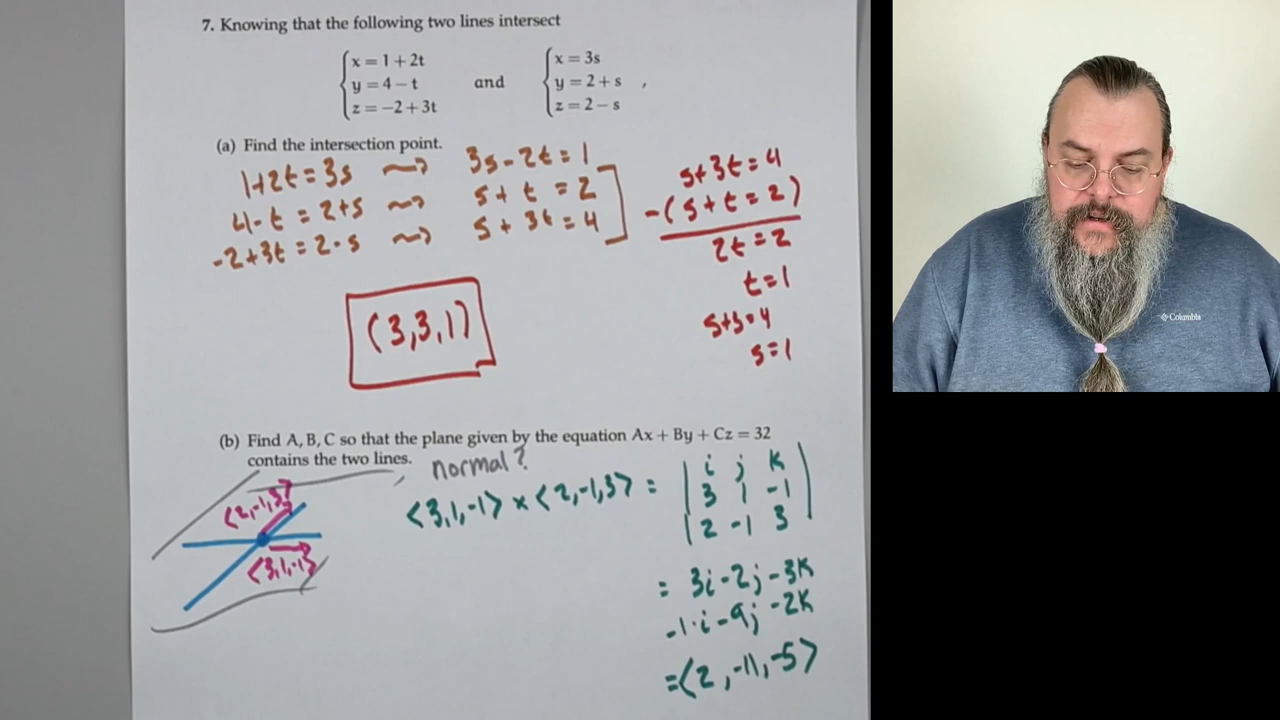 7. Knowing that the following two lines intersect
{x = 1 + 2t
y = 4 − t
z = −2 + 3t
and
{x = 3s
y = 2 + s
z = 2 − s
,
(a) Find the intersection point.
1+2t=3s ⇝ 3s-2t=1
4-t=2+s ⇝ s+t=2
-2+3t=2-s ⇝ s+3t=4 ]
s+3t=4
-(s+t=2)
2t=2
t=1
s+3=4
s=1
(3,3,1)
(b) Find A, B, C so that the plane given by the equation Ax + By + Cz = 32
contains the two lines.
normal?
<2,-1,3>
<3,1,-1>
<3,1,-1> × <2,-1,3> =
| i j k |
| 3 1 -1 |
| 2 -1 3 |
= 3i-2j-3k
-1·i-9j-2k
=<2,-11,-5>
Columbia